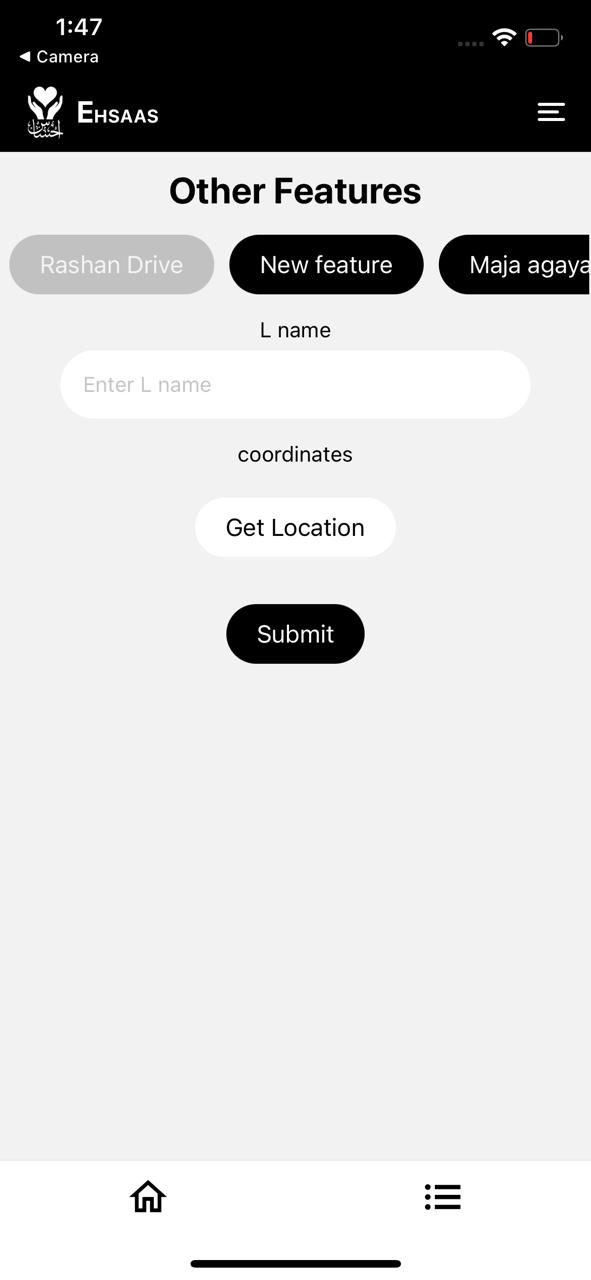 1:47
◀ Camera
احساس
EHSAAS
Other Features
Rashan Drive
New feature
Maja agaya
L name
Enter L name
coordinates
Get Location
Submit